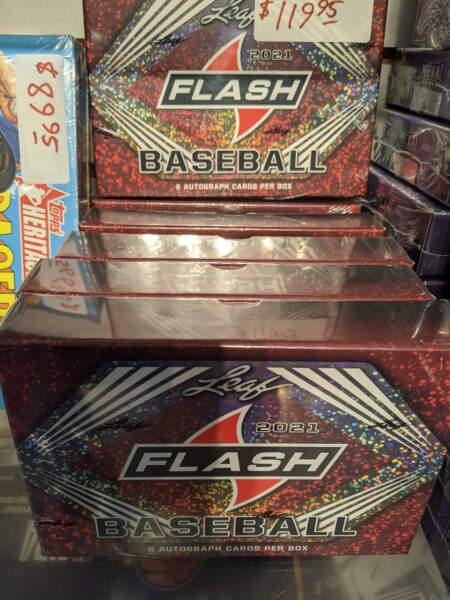 $119.95
Leaf
2021
FLASH
BASEBALL
6 AUTOGRAPH CARDS PER BOX
$89.95
Topps
HERITAGE
Leaf
2021
FLASH
BASEBALL
6 AUTOGRAPH CARDS PER BOX